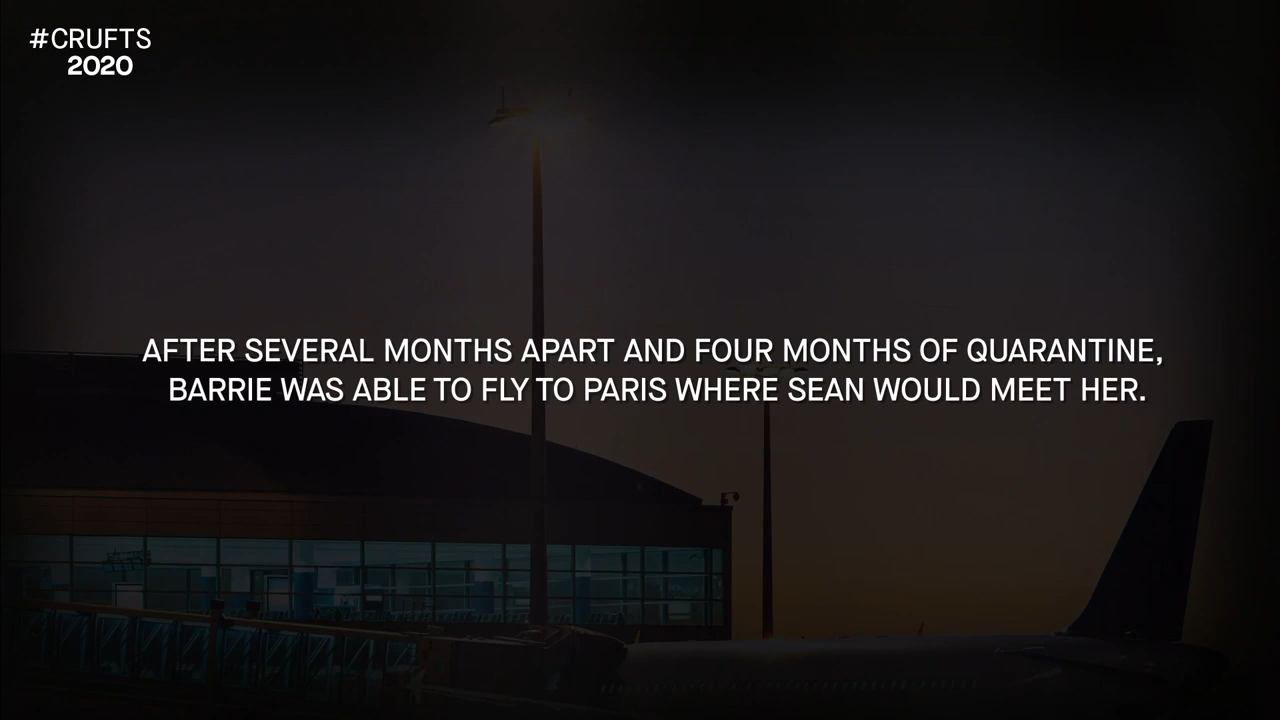 #CRUFTS
2020
AFTER SEVERAL MONTHS APART AND FOUR MONTHS OF QUARANTINE,
BARRIE WAS ABLE TO FLY TO PARIS WHERE SEAN WOULD MEET HER.